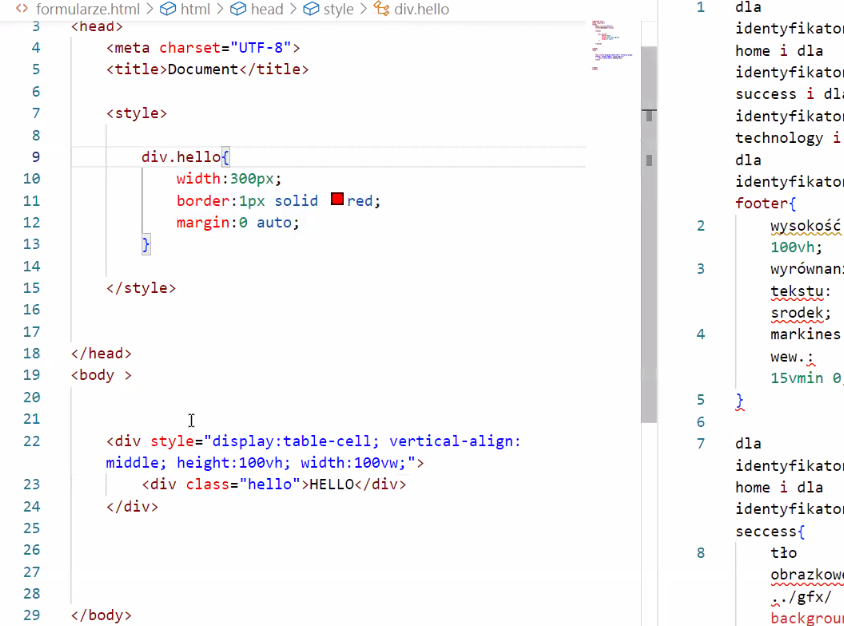 formularze.html > html > head > style > div.hello
3 <head>
4 <meta charset="UTF-8">
5 <title>Document</title>
6
7 <style>
8
9 div.hello{
10 width:300px;
11 border:1px solid red;
12 margin:0 auto;
13 }
14
15 </style>
16
17
18 </head>
19 <body >
20
21
22 <div style="display:table-cell; vertical-align:
middle; height:100vh; width:100vw;">
23 <div class="hello">HELLO</div>
24 </div>
25
26
27
28
29 </body>
1 dla
identyfikator
home i dla
identyfikator
success i dla
identyfikator
technology i
dla
identyfikator
footer{
2 wysokość
100vh;
3 wyrównani
tekstu:
srodek;
4 markines
wew.:
15vmin 0
5 }
6
7 dla
identyfikator
home i dla
identyfikator
seccess{
8 tło
obrazkowe
../gfx/
backgroun